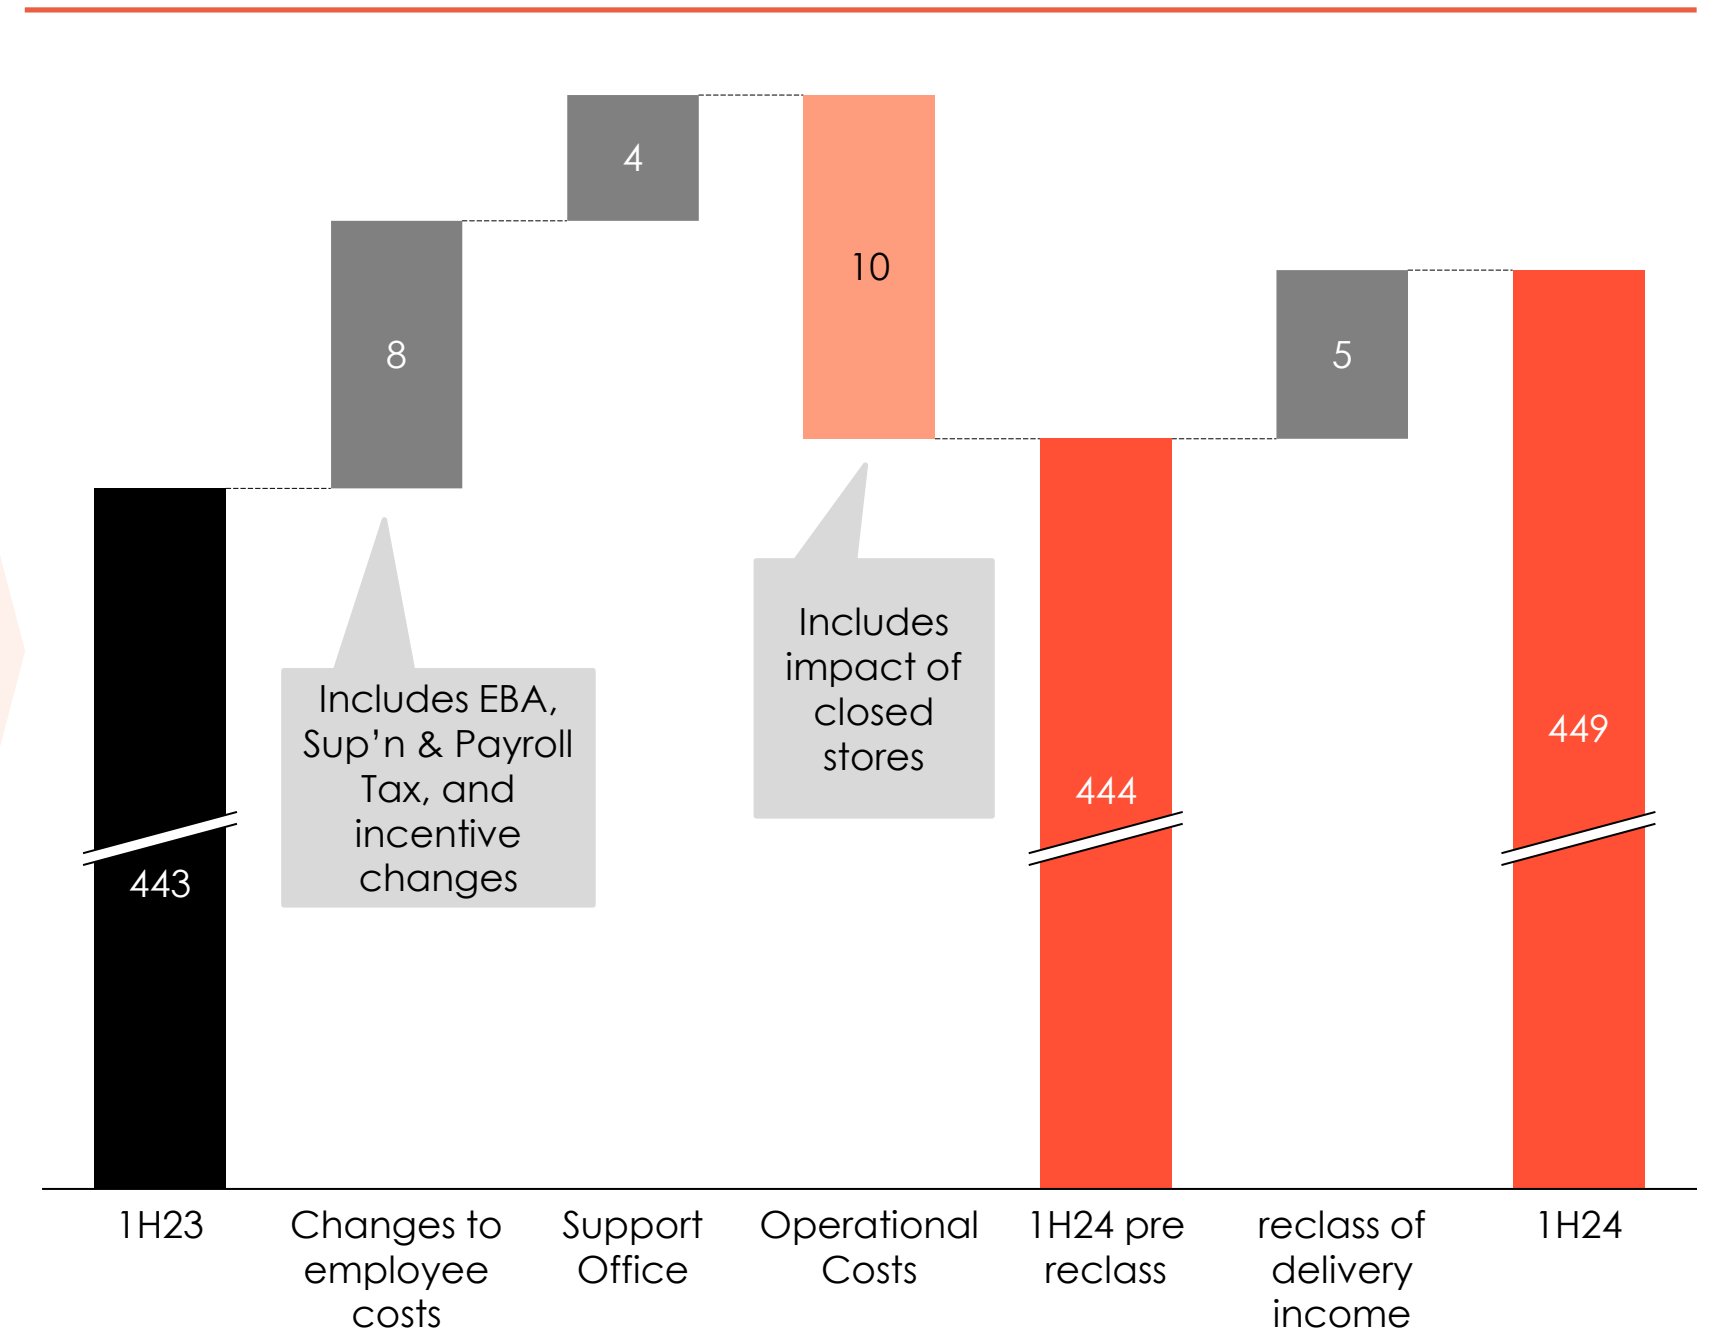 4
10
8
5
Includes EBA,
Sup’n & Payroll
Tax, and
incentive
changes
Includes
impact of
closed
stores
443
444
449
1H23
Changes to
employee
costs
Support
Office
Operational
Costs
1H24 pre
reclass
reclass of
delivery
income
1H24